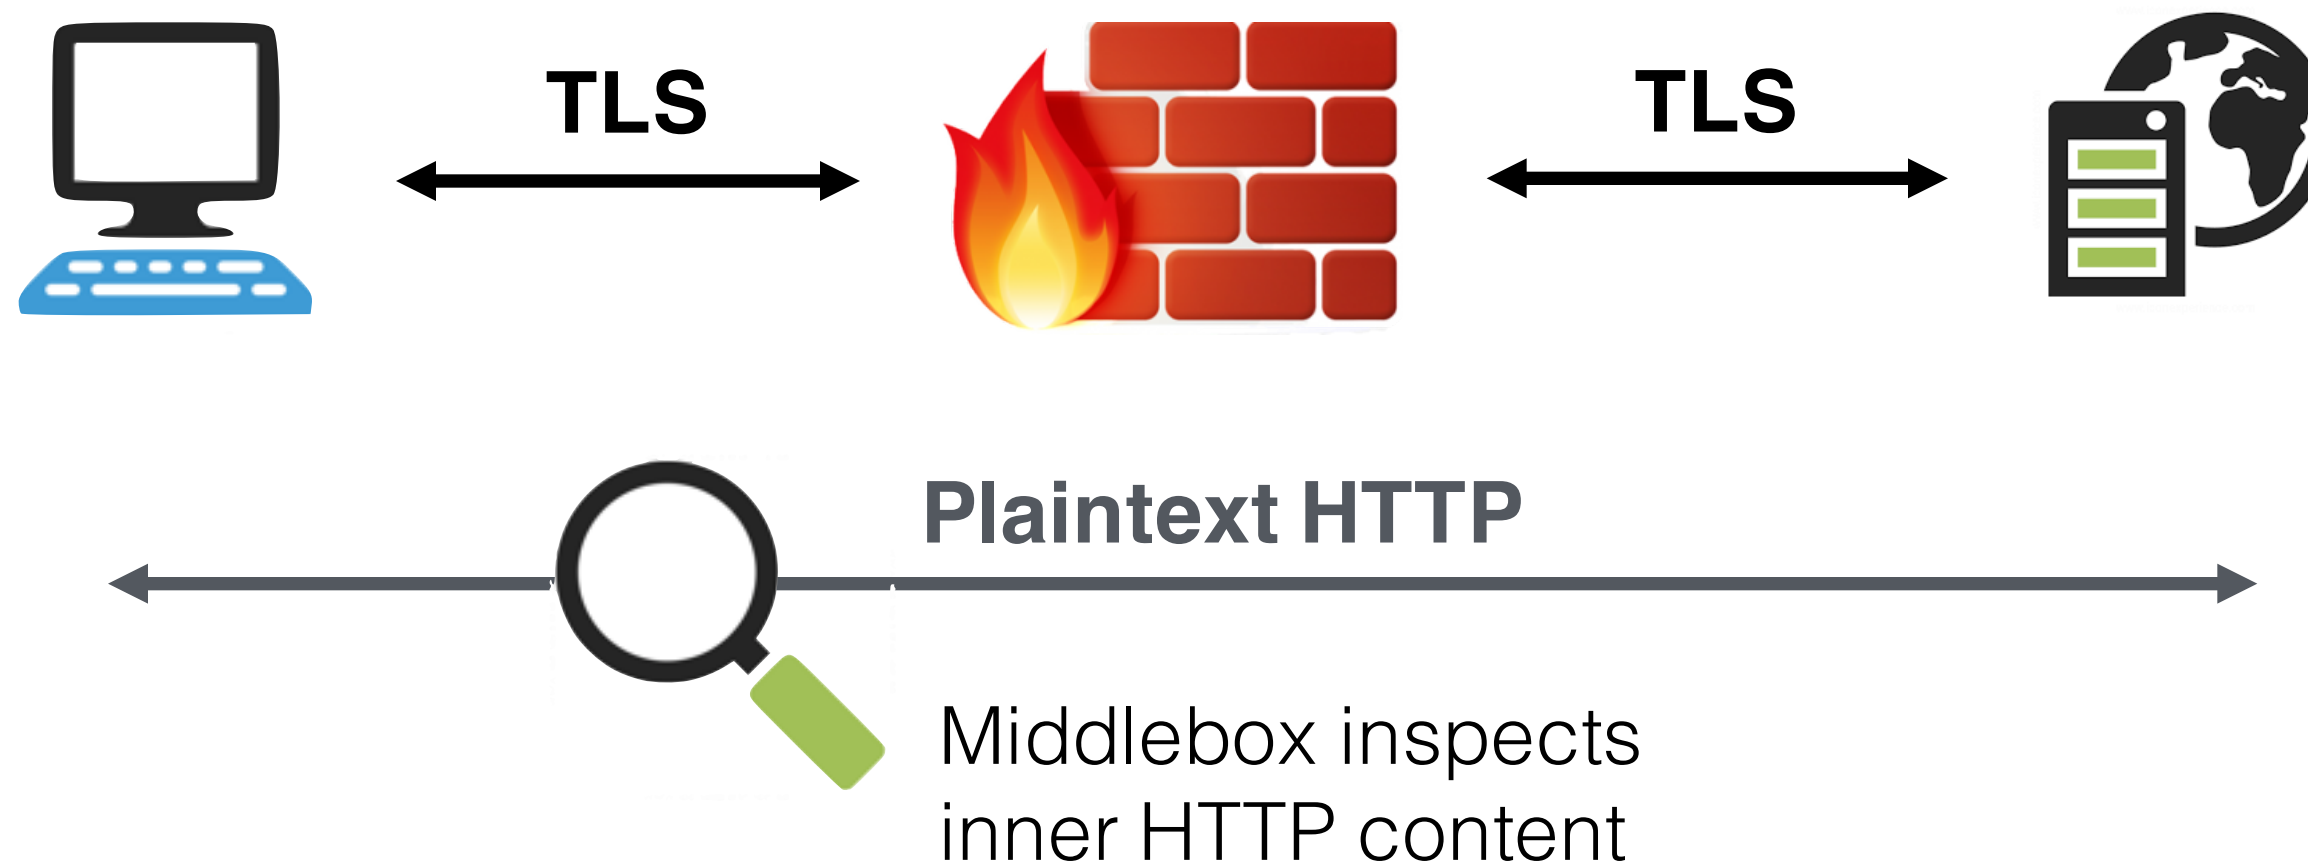 TLS
TLS
Plaintext HTTP
Middlebox inspects
inner HTTP content